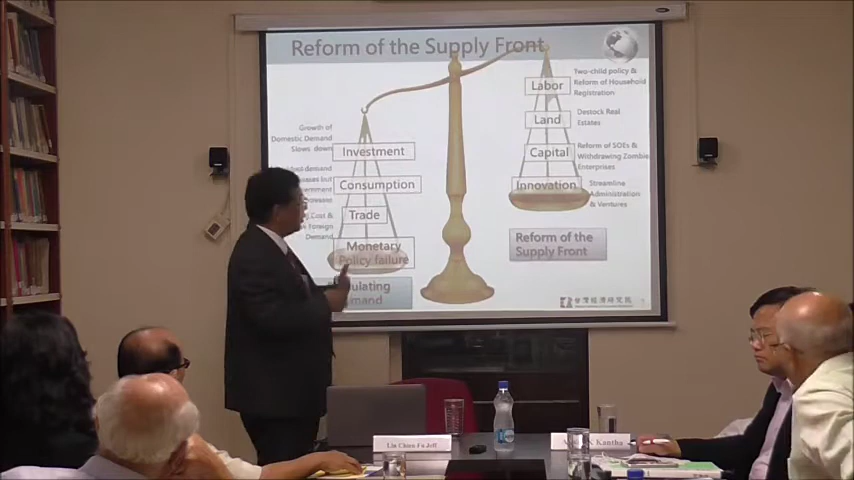 Reform of the Supply Front
Growth of
Domestic Demand
Slows down
Investment
Consumption
Trade
Monetary
Policy failure
Labor
Two-child policy &
Reform of Household
Registration
Land
Destock Real
Estates
Capital
Reform of SOEs &
Withdrawing Zombie
Enterprises
Innovation
Streamline
Administration
& Ventures
Reform of the
Supply Front
Lin Chien Fu Jeff
Kantha